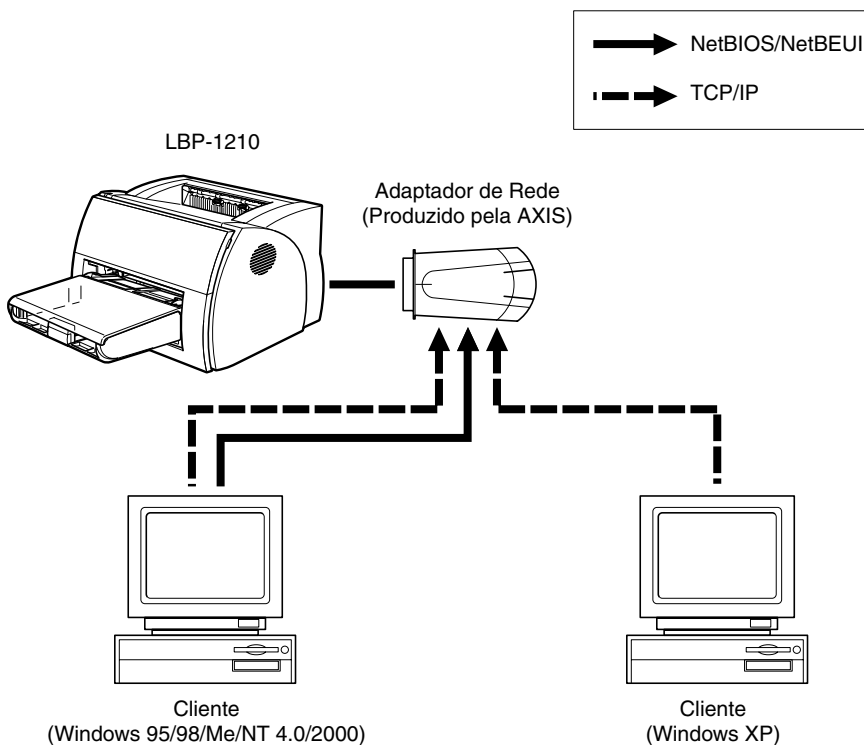 NetBIOS/NetBEUI
TCP/IP
LBP-1210
Adaptador de Rede
(Produzido pela AXIS)
Cliente
(Windows 95/98/Me/NT 4.0/2000)
Cliente
(Windows XP)